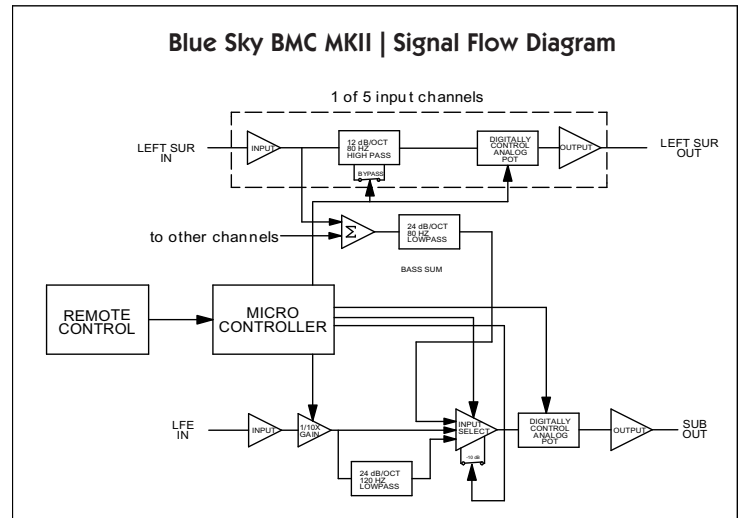 Blue Sky BMC MKII | Signal Flow Diagram
1 of 5 input channels
LEFT SUR
IN
INPUT
12 dB/OCT
80 HZ
HIGH PASS
BYPASS
DIGITALLY
CONTROL
ANALOG
POT
OUTPUT
LEFT SUR
OUT
to other channels
Σ
24 dB/OCT
80 HZ
LOWPASS
BASS SUM
REMOTE
CONTROL
MICRO
CONTROLLER
LFE
IN
INPUT
1/10X
GAIN
24 dB/OCT
120 HZ
LOWPASS
INPUT
SELECT
-10 dB
DIGITALLY
CONTROL
ANALOG
POT
OUTPUT
SUB
OUT